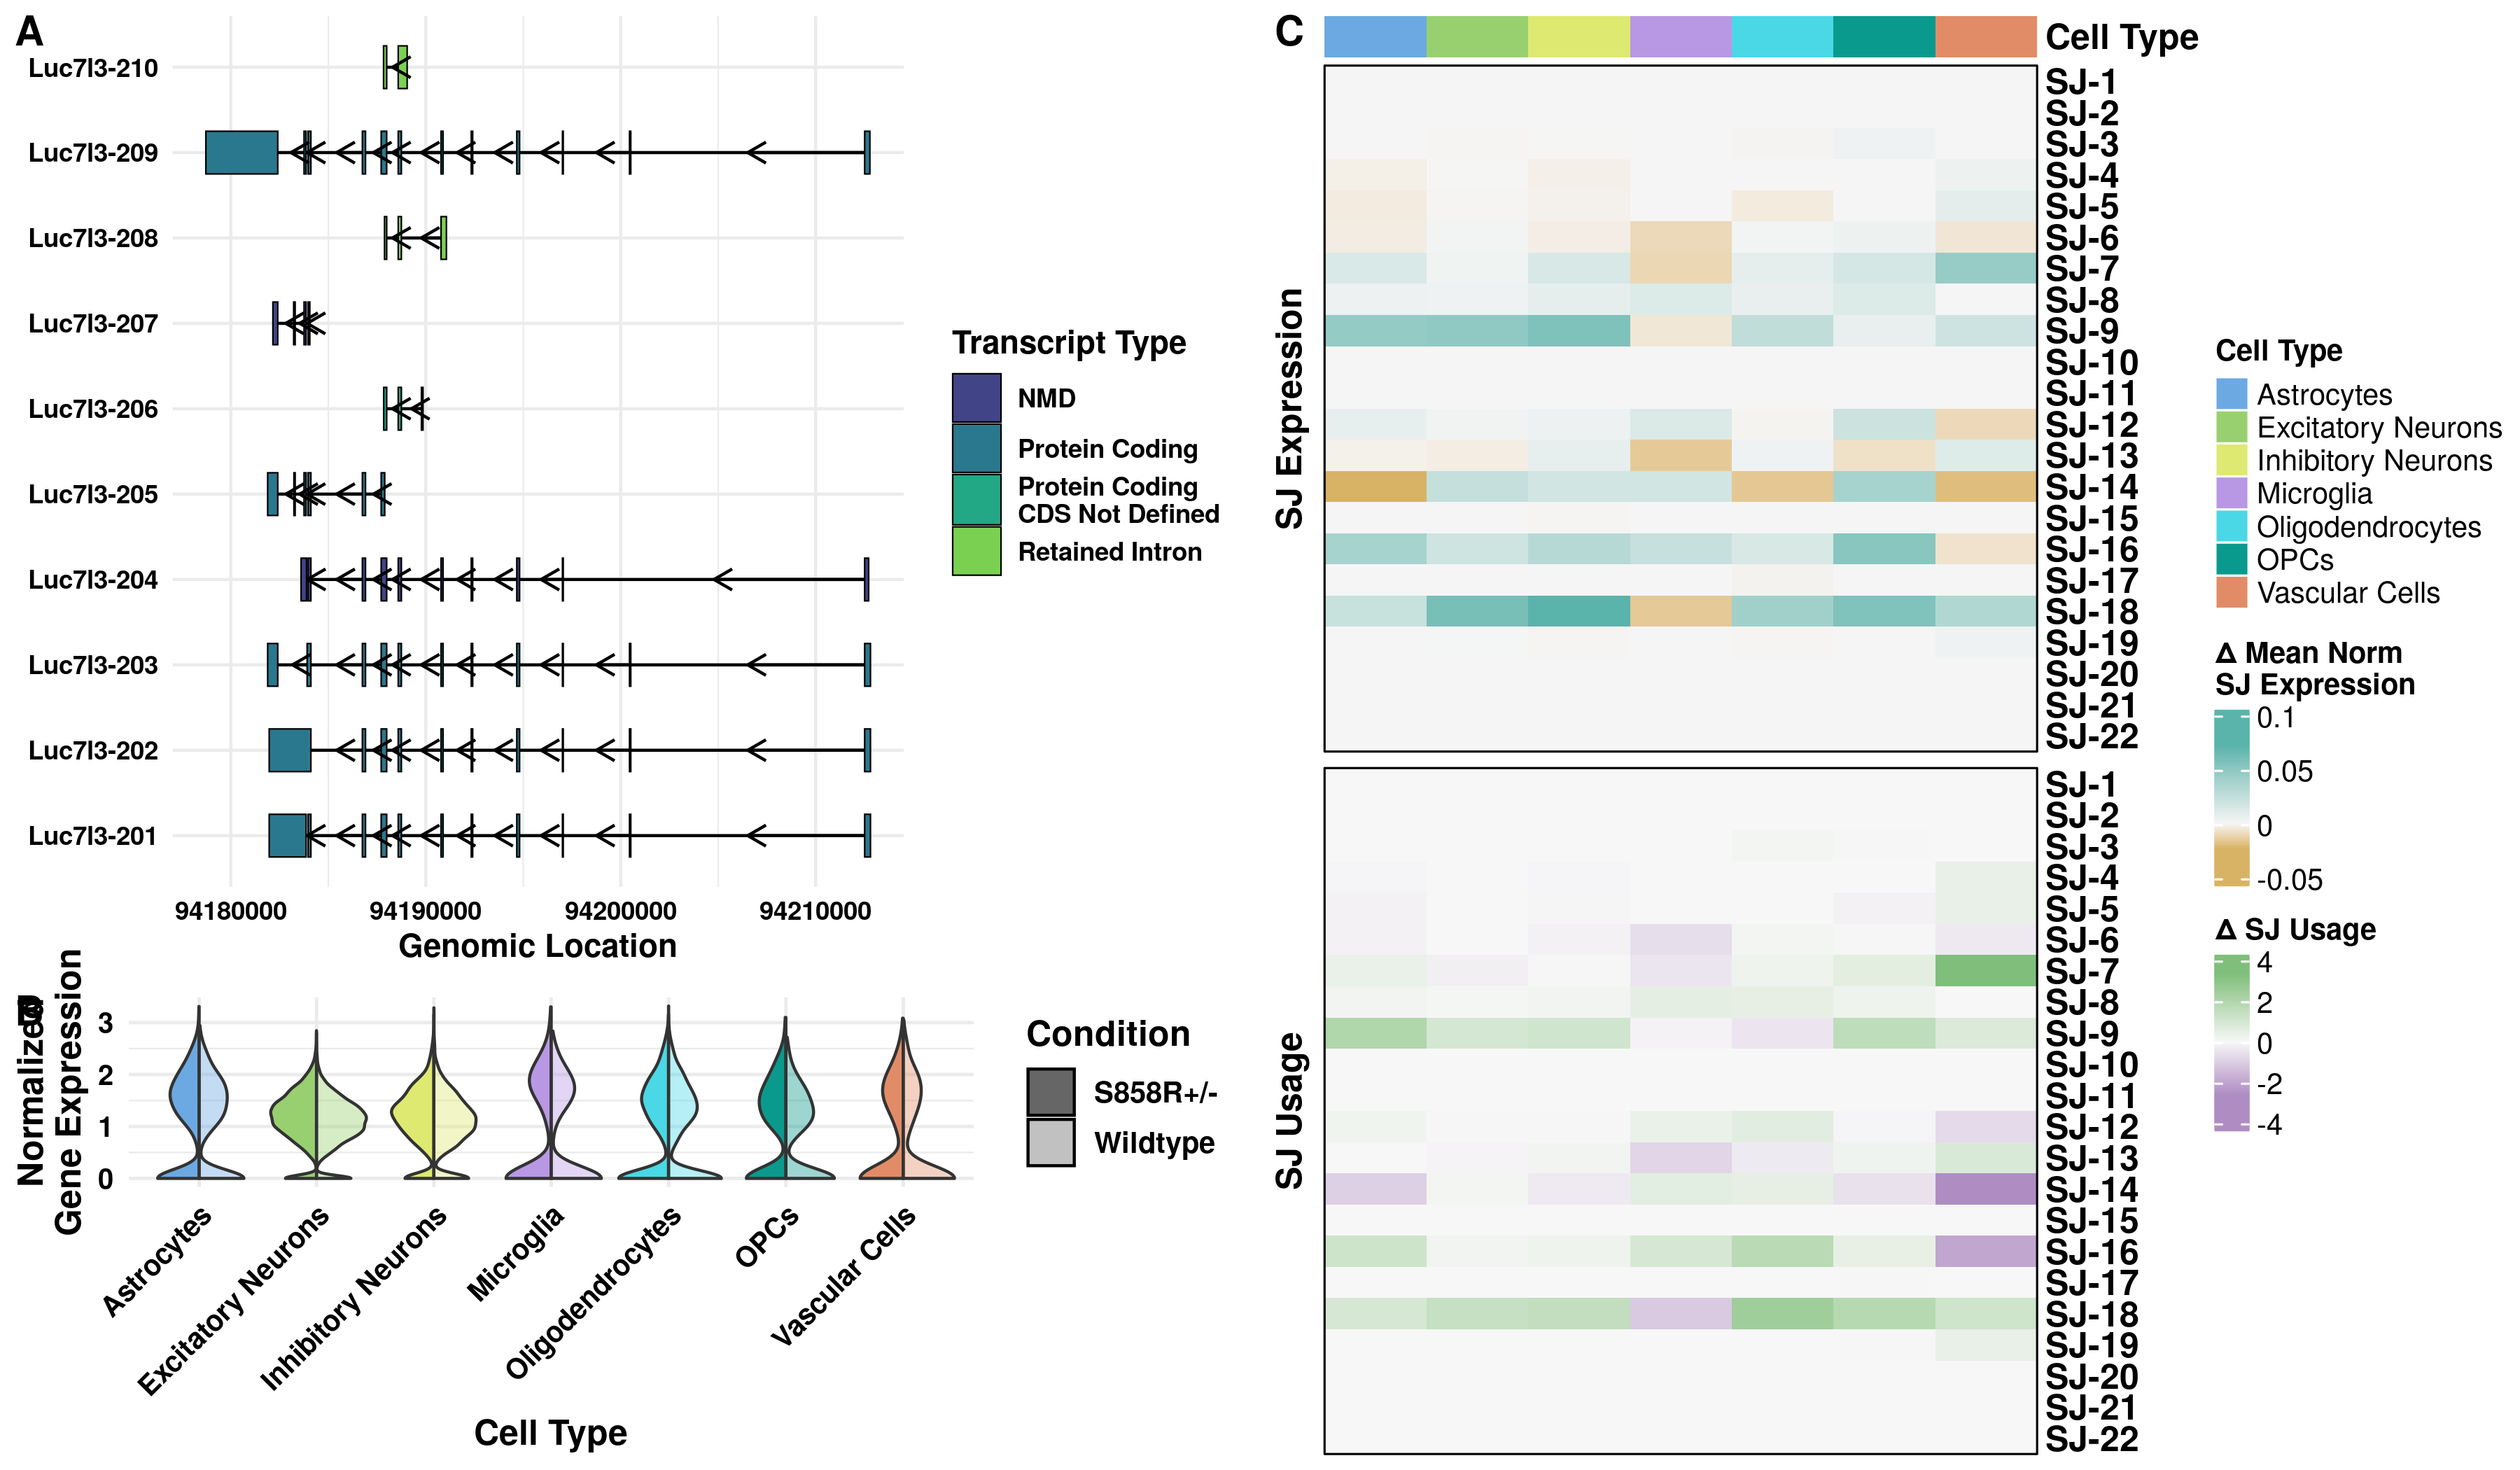 A
Luc7l3-210
Luc7l3-209
Luc7l3-208
Luc7l3-207
Luc7l3-206
Luc7l3-205
Luc7l3-204
Luc7l3-203
Luc7l3-202
Luc7l3-201
94180000
94190000
94200000
94210000
Genomic Location
Transcript Type
NMD
Protein Coding
Protein Coding
CDS Not Defined
Retained Intron
Normalized
Gene Expression
3
2
1
0
Astrocytes
Excitatory Neurons
Inhibitory Neurons
Microglia
Oligodendrocytes
OPCs
Vascular Cells
Cell Type
Condition
S858R+/-
Wildtype
C
Cell Type
SJ Expression
SJ-1
SJ-2
SJ-3
SJ-4
SJ-5
SJ-6
SJ-7
SJ-8
SJ-9
SJ-10
SJ-11
SJ-12
SJ-13
SJ-14
SJ-15
SJ-16
SJ-17
SJ-18
SJ-19
SJ-20
SJ-21
SJ-22
SJ Usage
SJ-1
SJ-2
SJ-3
SJ-4
SJ-5
SJ-6
SJ-7
SJ-8
SJ-9
SJ-10
SJ-11
SJ-12
SJ-13
SJ-14
SJ-15
SJ-16
SJ-17
SJ-18
SJ-19
SJ-20
SJ-21
SJ-22
Cell Type
Astrocytes
Excitatory Neurons
Inhibitory Neurons
Microglia
Oligodendrocytes
OPCs
Vascular Cells
Δ Mean Norm
SJ Expression
0.1
0.05
0
-0.05
Δ SJ Usage
4
2
0
-2
-4